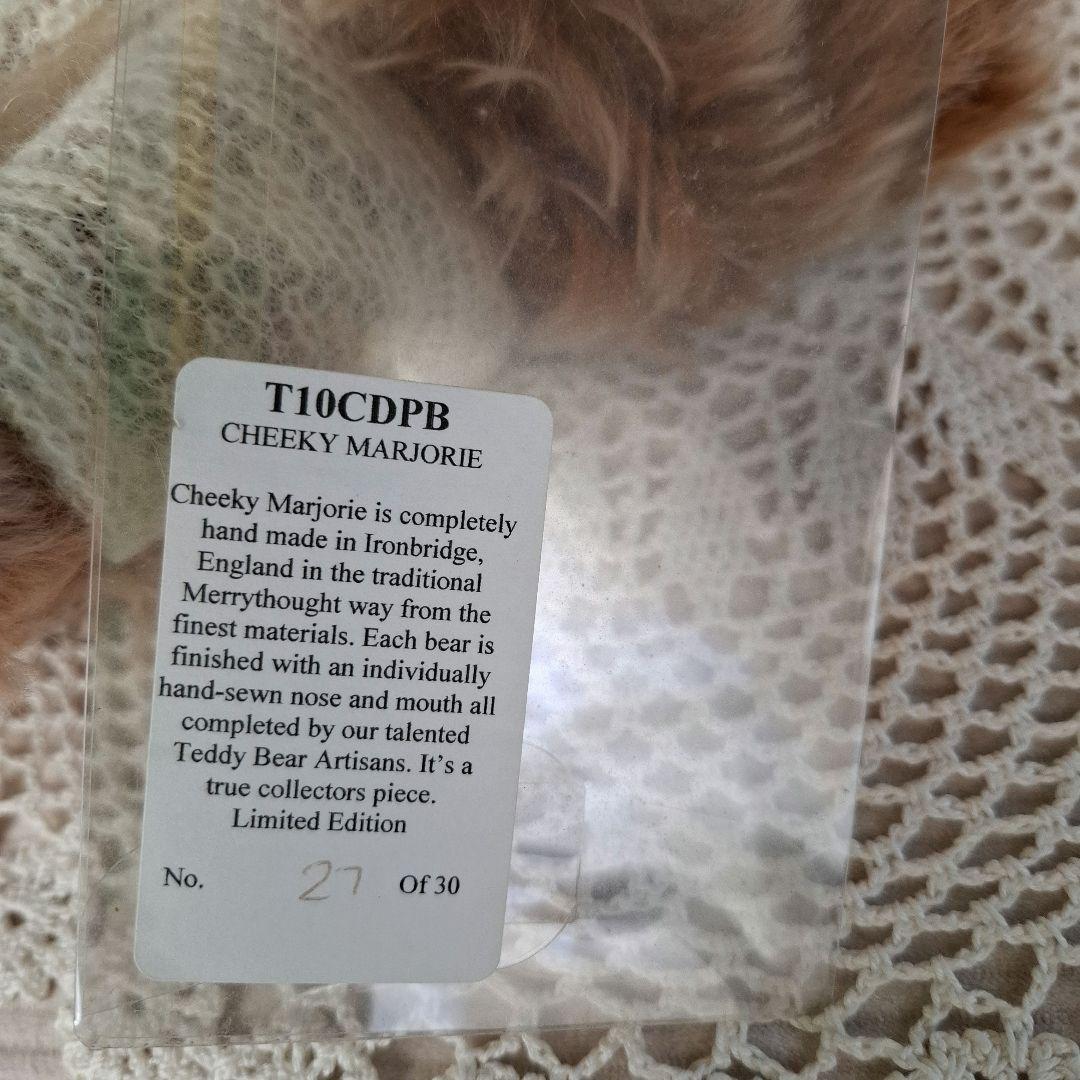 T10CDPB
CHEEKY MARJORIE
Cheeky Marjorie is completely
hand made in Ironbridge,
England in the traditional
Merrythought way from the
finest materials. Each bear is
finished with an individually
hand-sewn nose and mouth all
completed by our talented
Teddy Bear Artisans. It's a
true collectors piece.
Limited Edition
No. 27 Of 30